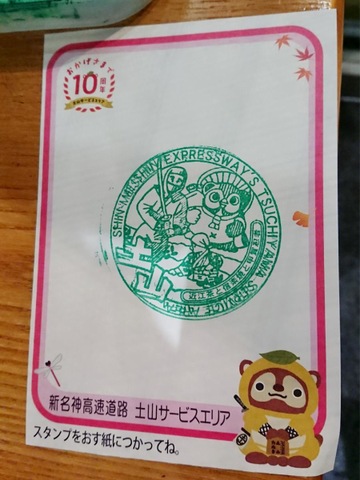 おかげさまで
10周年
SHIN-MEISHIN EXPRESSWAY'S TSUCHIYAMA SERVICE AREA
土山
新名神高速道路 土山サービスエリア
スタンプをおす紙につかってね。